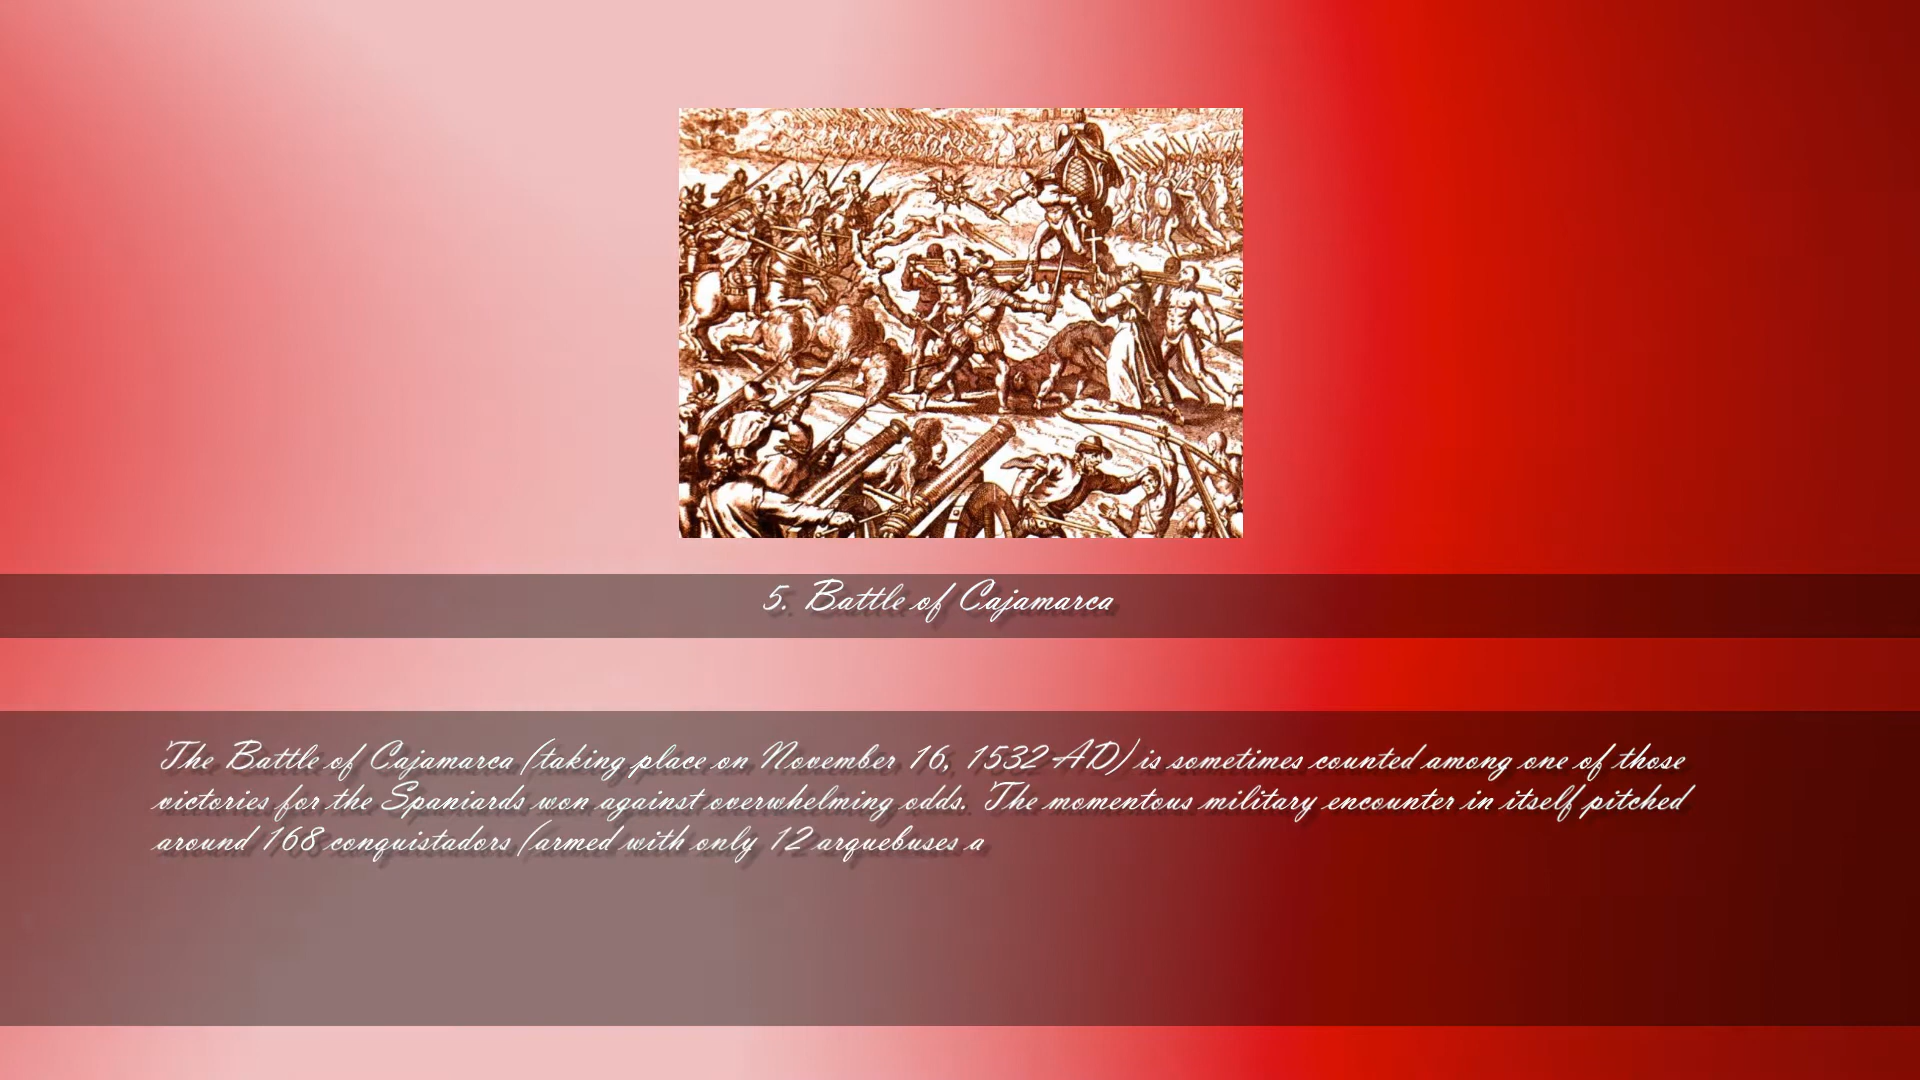 5. Battle of Cajamarca
The Battle of Cajamarca (taking place on November 16, 1532 AD) is sometimes counted among one of those
victories for the Spaniards won against overwhelming odds. The momentous military encounter in itself pitched
around 168 conquistadors (armed with only 12 arquebuses a